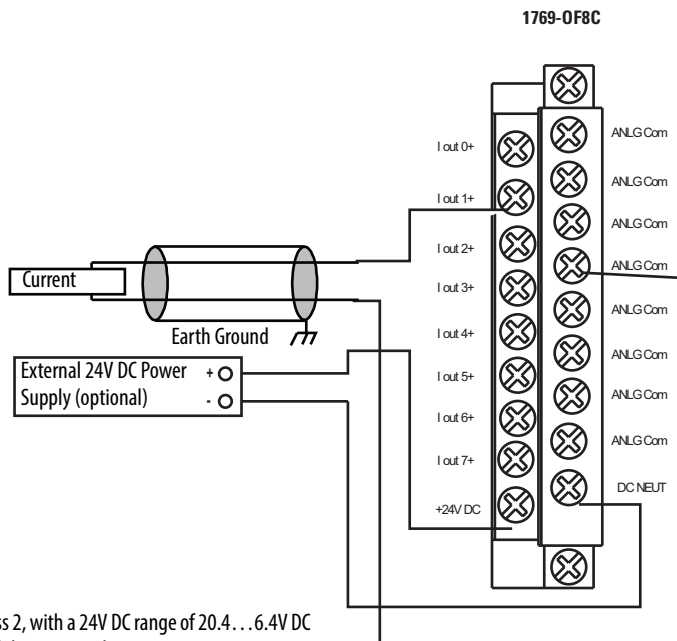 1769-OF8C
I out 0+
I out 1+
I out 2+
I out 3+
I out 4+
I out 5+
I out 6+
I out 7+
+24V DC
ANLG Com
ANLG Com
ANLG Com
ANLG Com
ANLG Com
ANLG Com
ANLG Com
ANLG Com
DC NEUT
Current
Earth Ground
External 24V DC Power +
Supply (optional) -
ss 2, with a 24V DC range of 20.4…6.4V DC